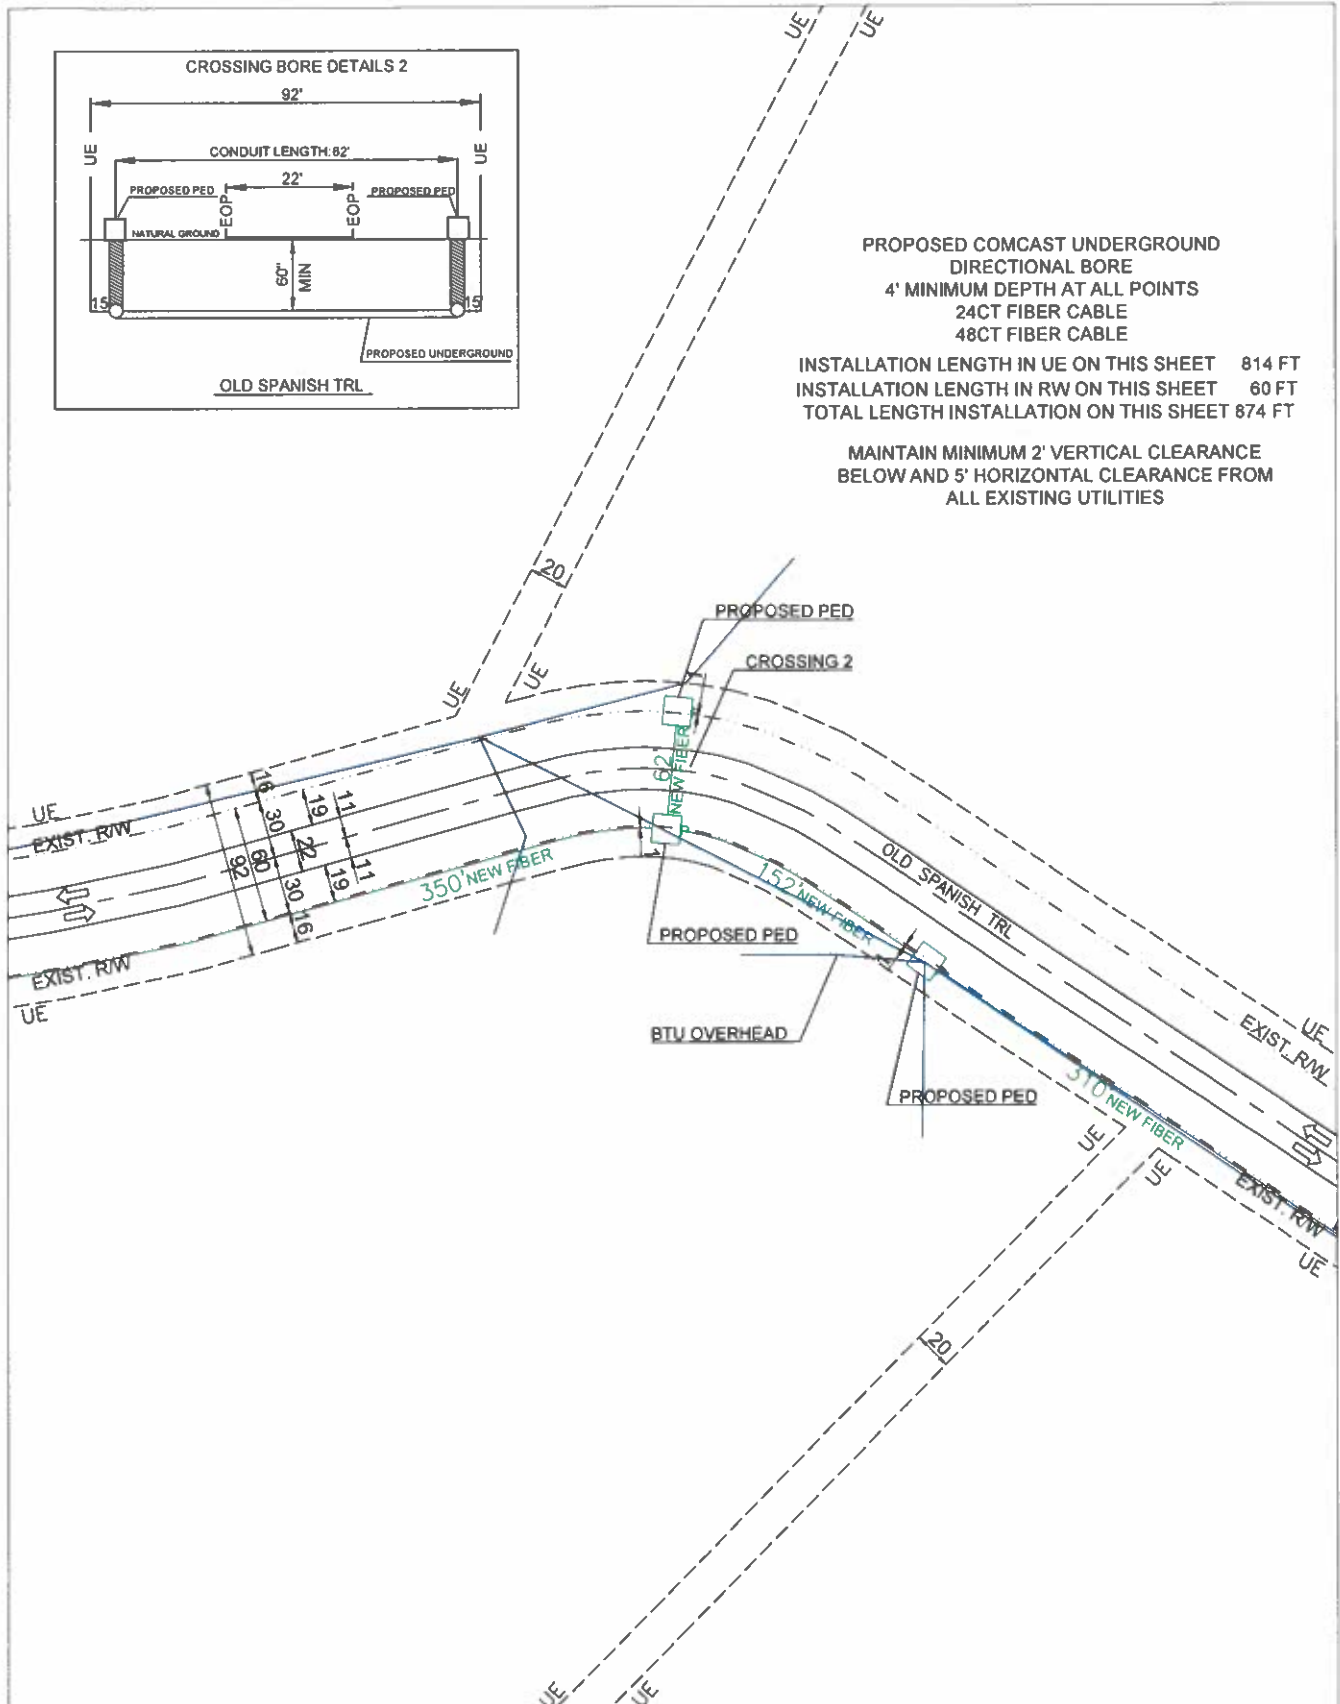 UE
UE
CROSSING BORE DETAILS 2
92'
UE
UE
CONDUIT LENGTH:62'
22'
PROPOSED PED
PROPOSED PED
EOP
EOP
NATURAL GROUND
60"
MIN
15
15
PROPOSED UNDERGROUND
OLD SPANISH TRL
PROPOSED COMCAST UNDERGROUND
DIRECTIONAL BORE
4' MINIMUM DEPTH AT ALL POINTS
24CT FIBER CABLE
48CT FIBER CABLE
INSTALLATION LENGTH IN UE ON THIS SHEET 814 FT
INSTALLATION LENGTH IN RW ON THIS SHEET 60 FT
TOTAL LENGTH INSTALLATION ON THIS SHEET 874 FT
MAINTAIN MINIMUM 2' VERTICAL CLEARANCE
BELOW AND 5' HORIZONTAL CLEARANCE FROM
ALL EXISTING UTILITIES
20
PROPOSED PED
CROSSING 2
UE
UE
1
62'
NEW FIBER
UE
EXIST. R/W
16
30
19
11
92
60
22
11
30
19
16
350' NEW FIBER
P
1
152' NEW FIBER
OLD SPANISH TRL
PROPOSED PED
EXIST. R/W
UE
1
BTU OVERHEAD
PROPOSED PED
UE
EXIST. R/W
310' NEW FIBER
UE
UE
EXIST. R/W
UE
20
UE
UE